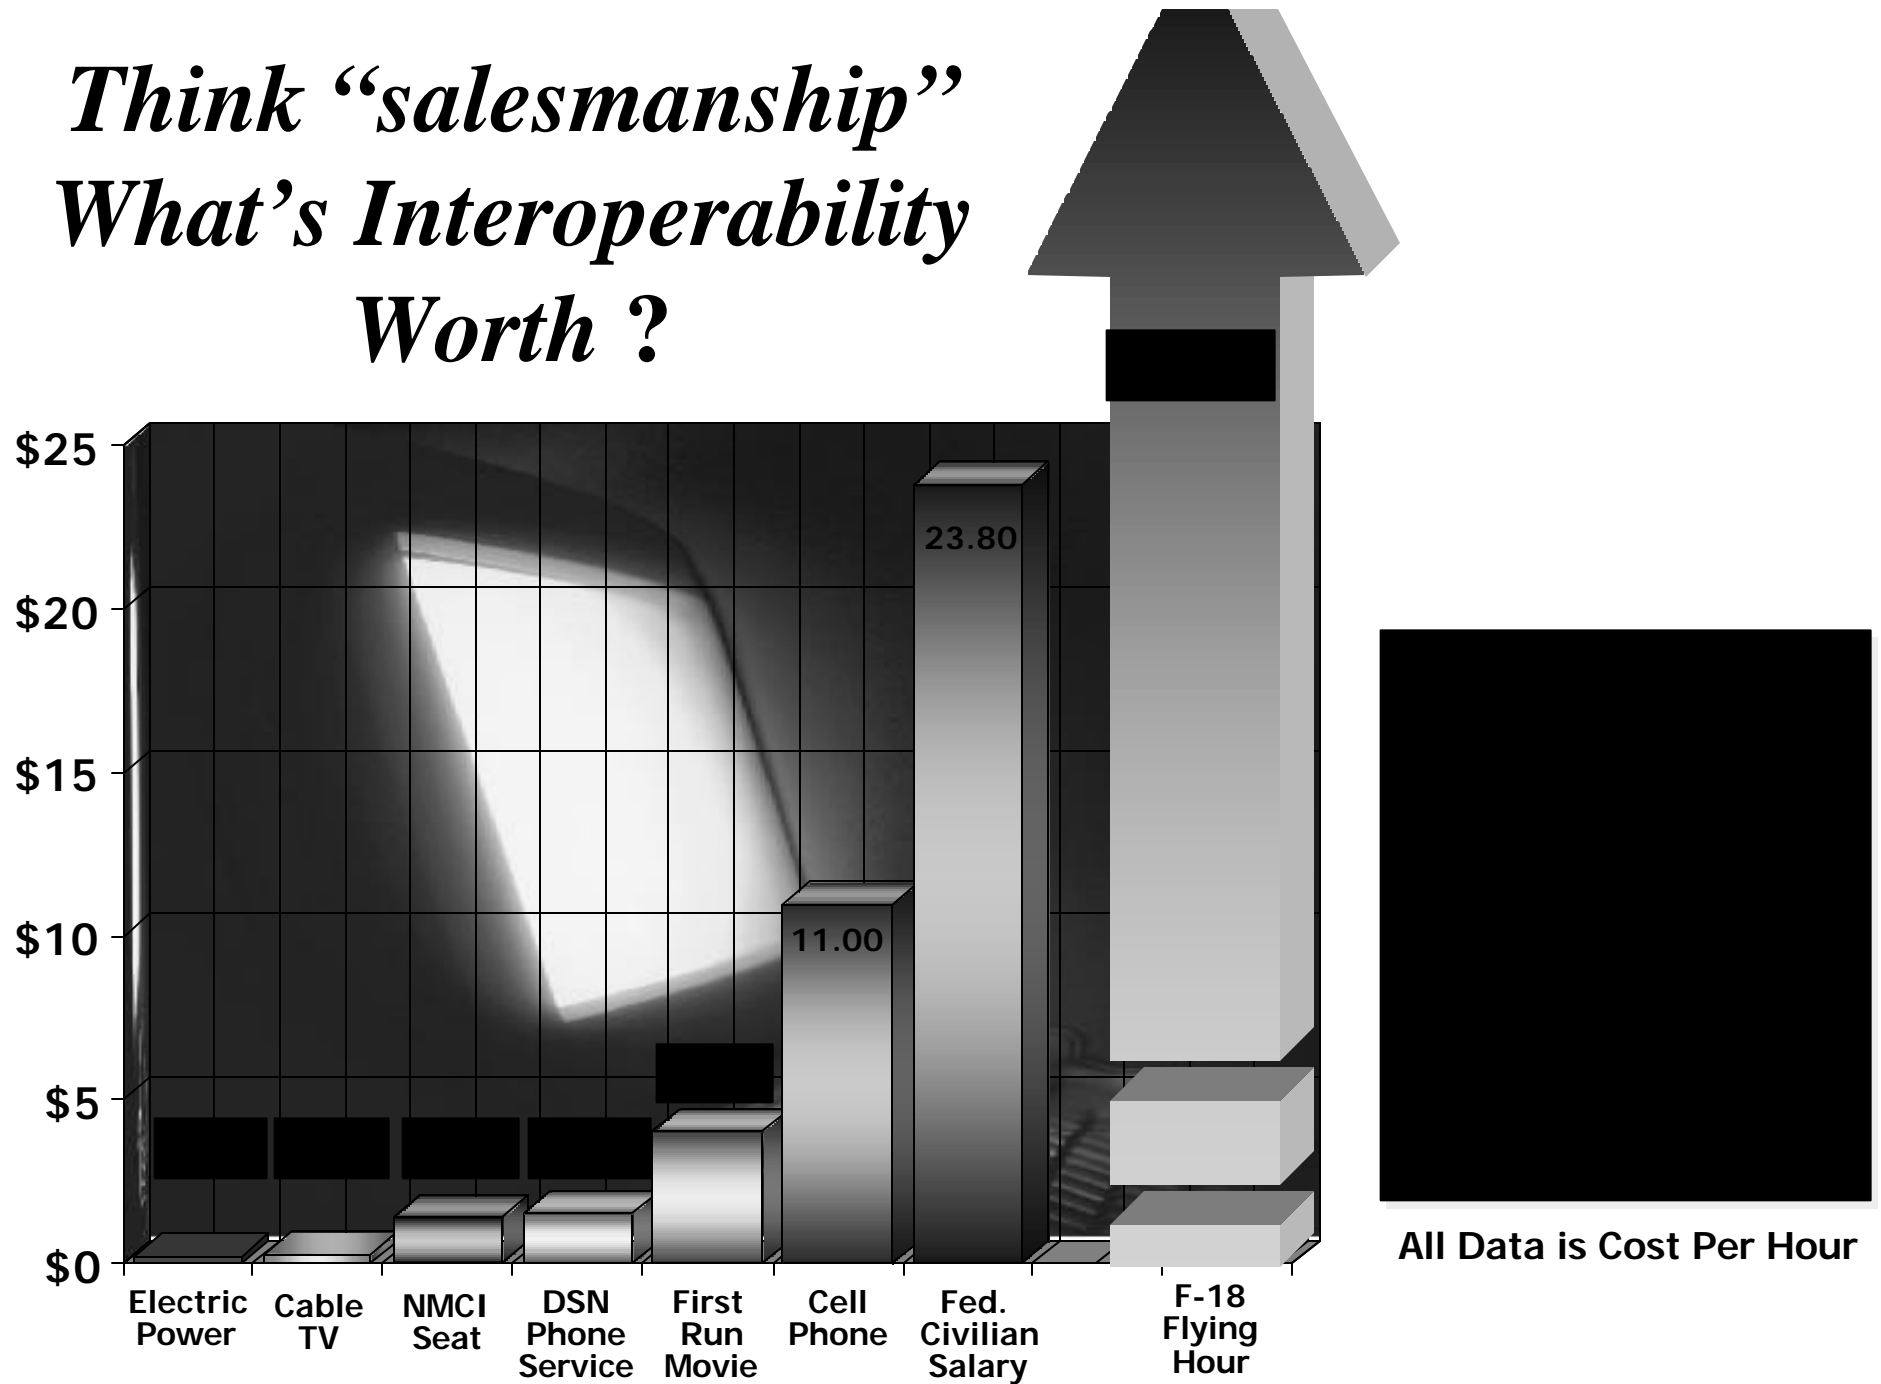 Think “salesmanship”
What’s Interoperability
Worth ?
$25
$20
$15
$10
$5
$0
23.80
11.00
Electric
Power
Cable
TV
NMCI
Seat
DSN
Phone
Service
First
Run
Movie
Cell
Phone
Fed.
Civilian
Salary
F-18
Flying
Hour
All Data is Cost Per Hour